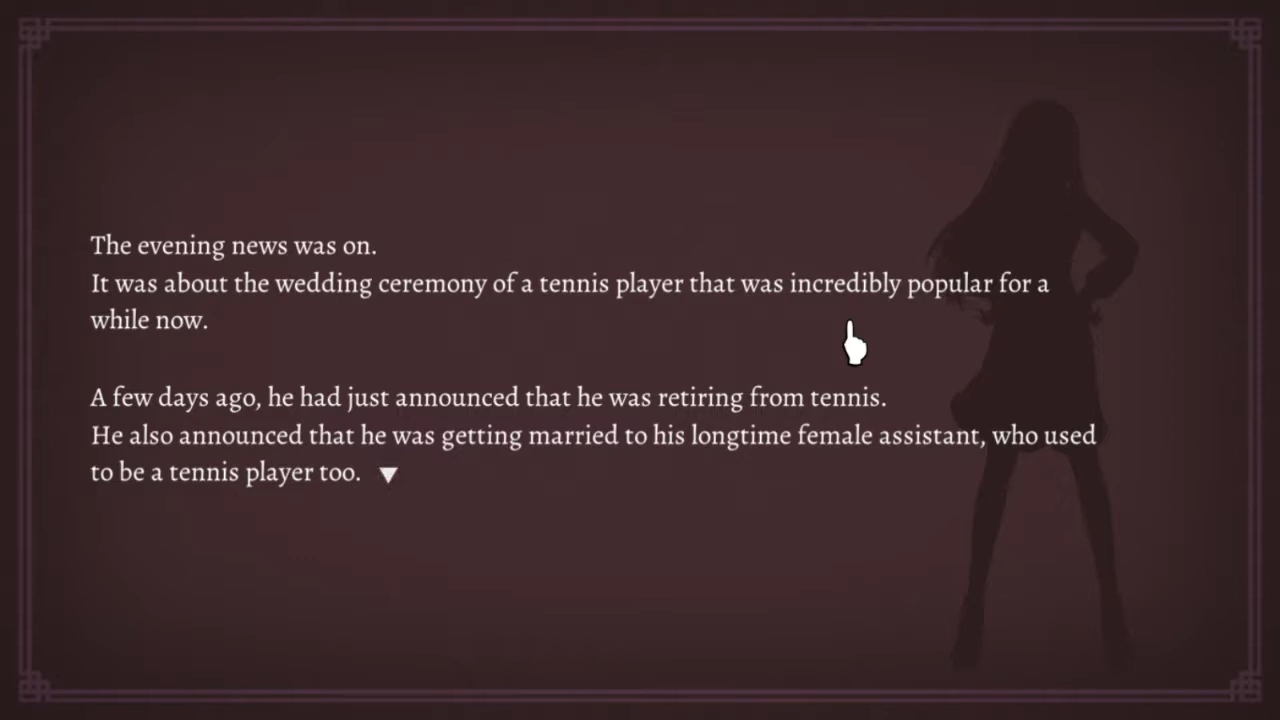 The evening news was on.
It was about the wedding ceremony of a tennis player that was incredibly popular for a
while now.
A few days ago, he had just announced that he was retiring from tennis.
He also announced that he was getting married to his longtime female assistant, who used
to be a tennis player too.